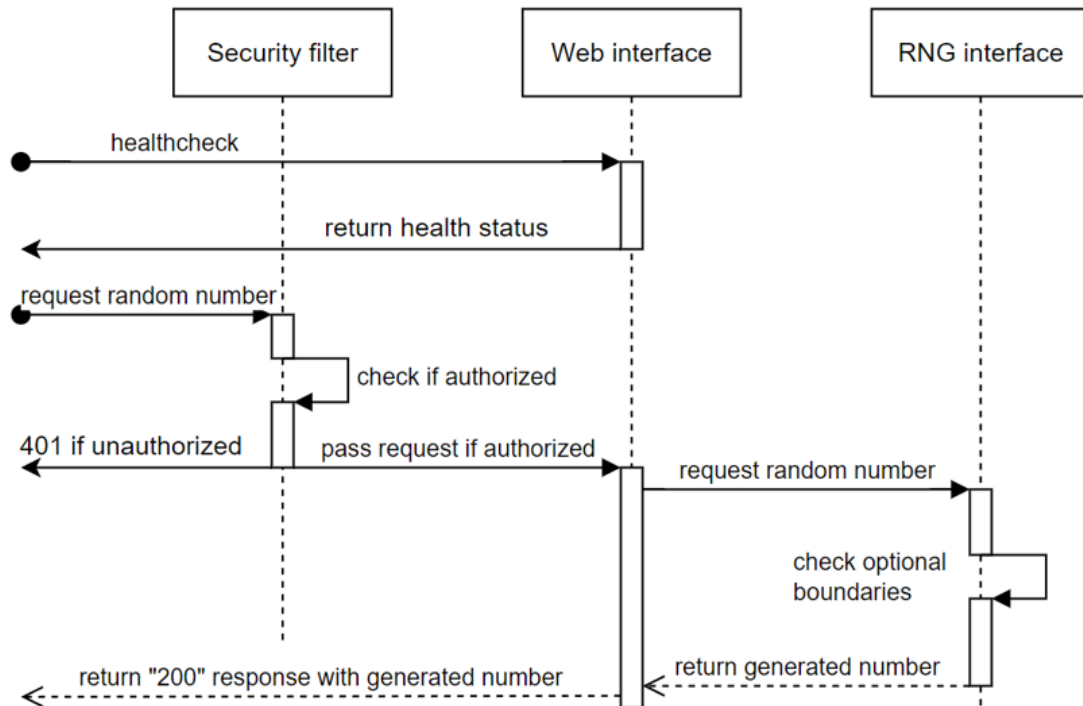 Security filter
Web interface
RNG interface
healthcheck
return health status
request random number
check if authorized
401 if unauthorized
pass request if authorized
request random number
check optional
boundaries
return generated number
return "200" response with generated number